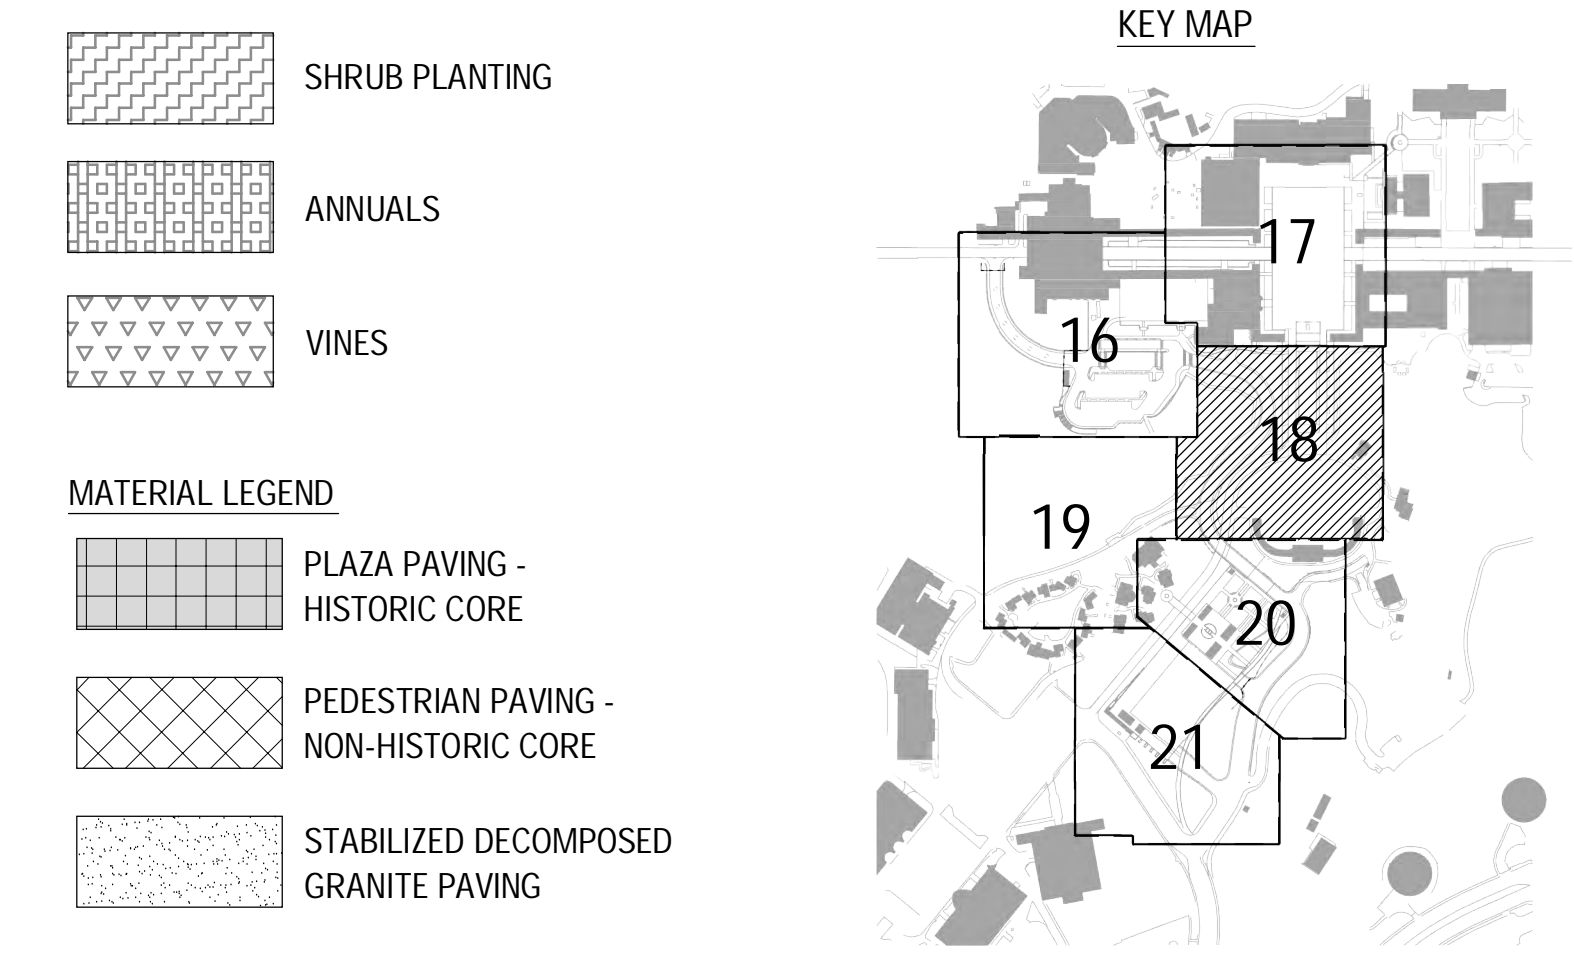 SHRUB PLANTING
ANNUALS
VINES
MATERIAL LEGEND
PLAZA PAVING -
HISTORIC CORE
PEDESTRIAN PAVING -
NON-HISTORIC CORE
STABILIZED DECOMPOSED
GRANITE PAVING
KEY MAP
17
16
18
19
20
21